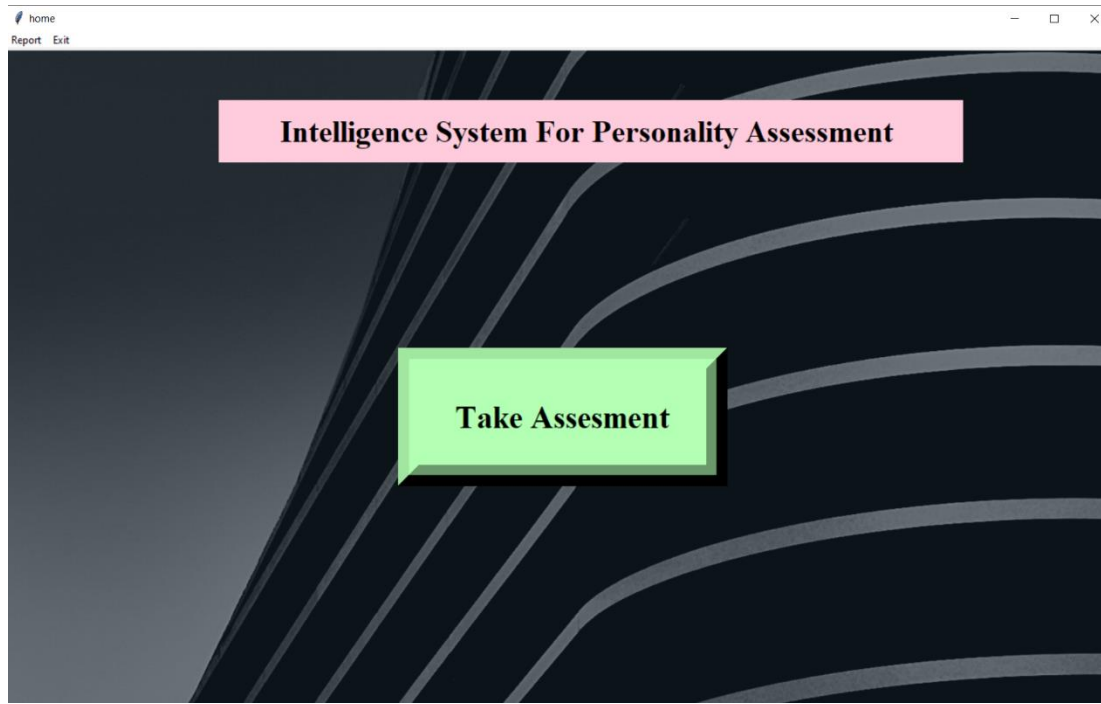 home
Report Exit
Intelligence System For Personality Assessment
Take Assesment